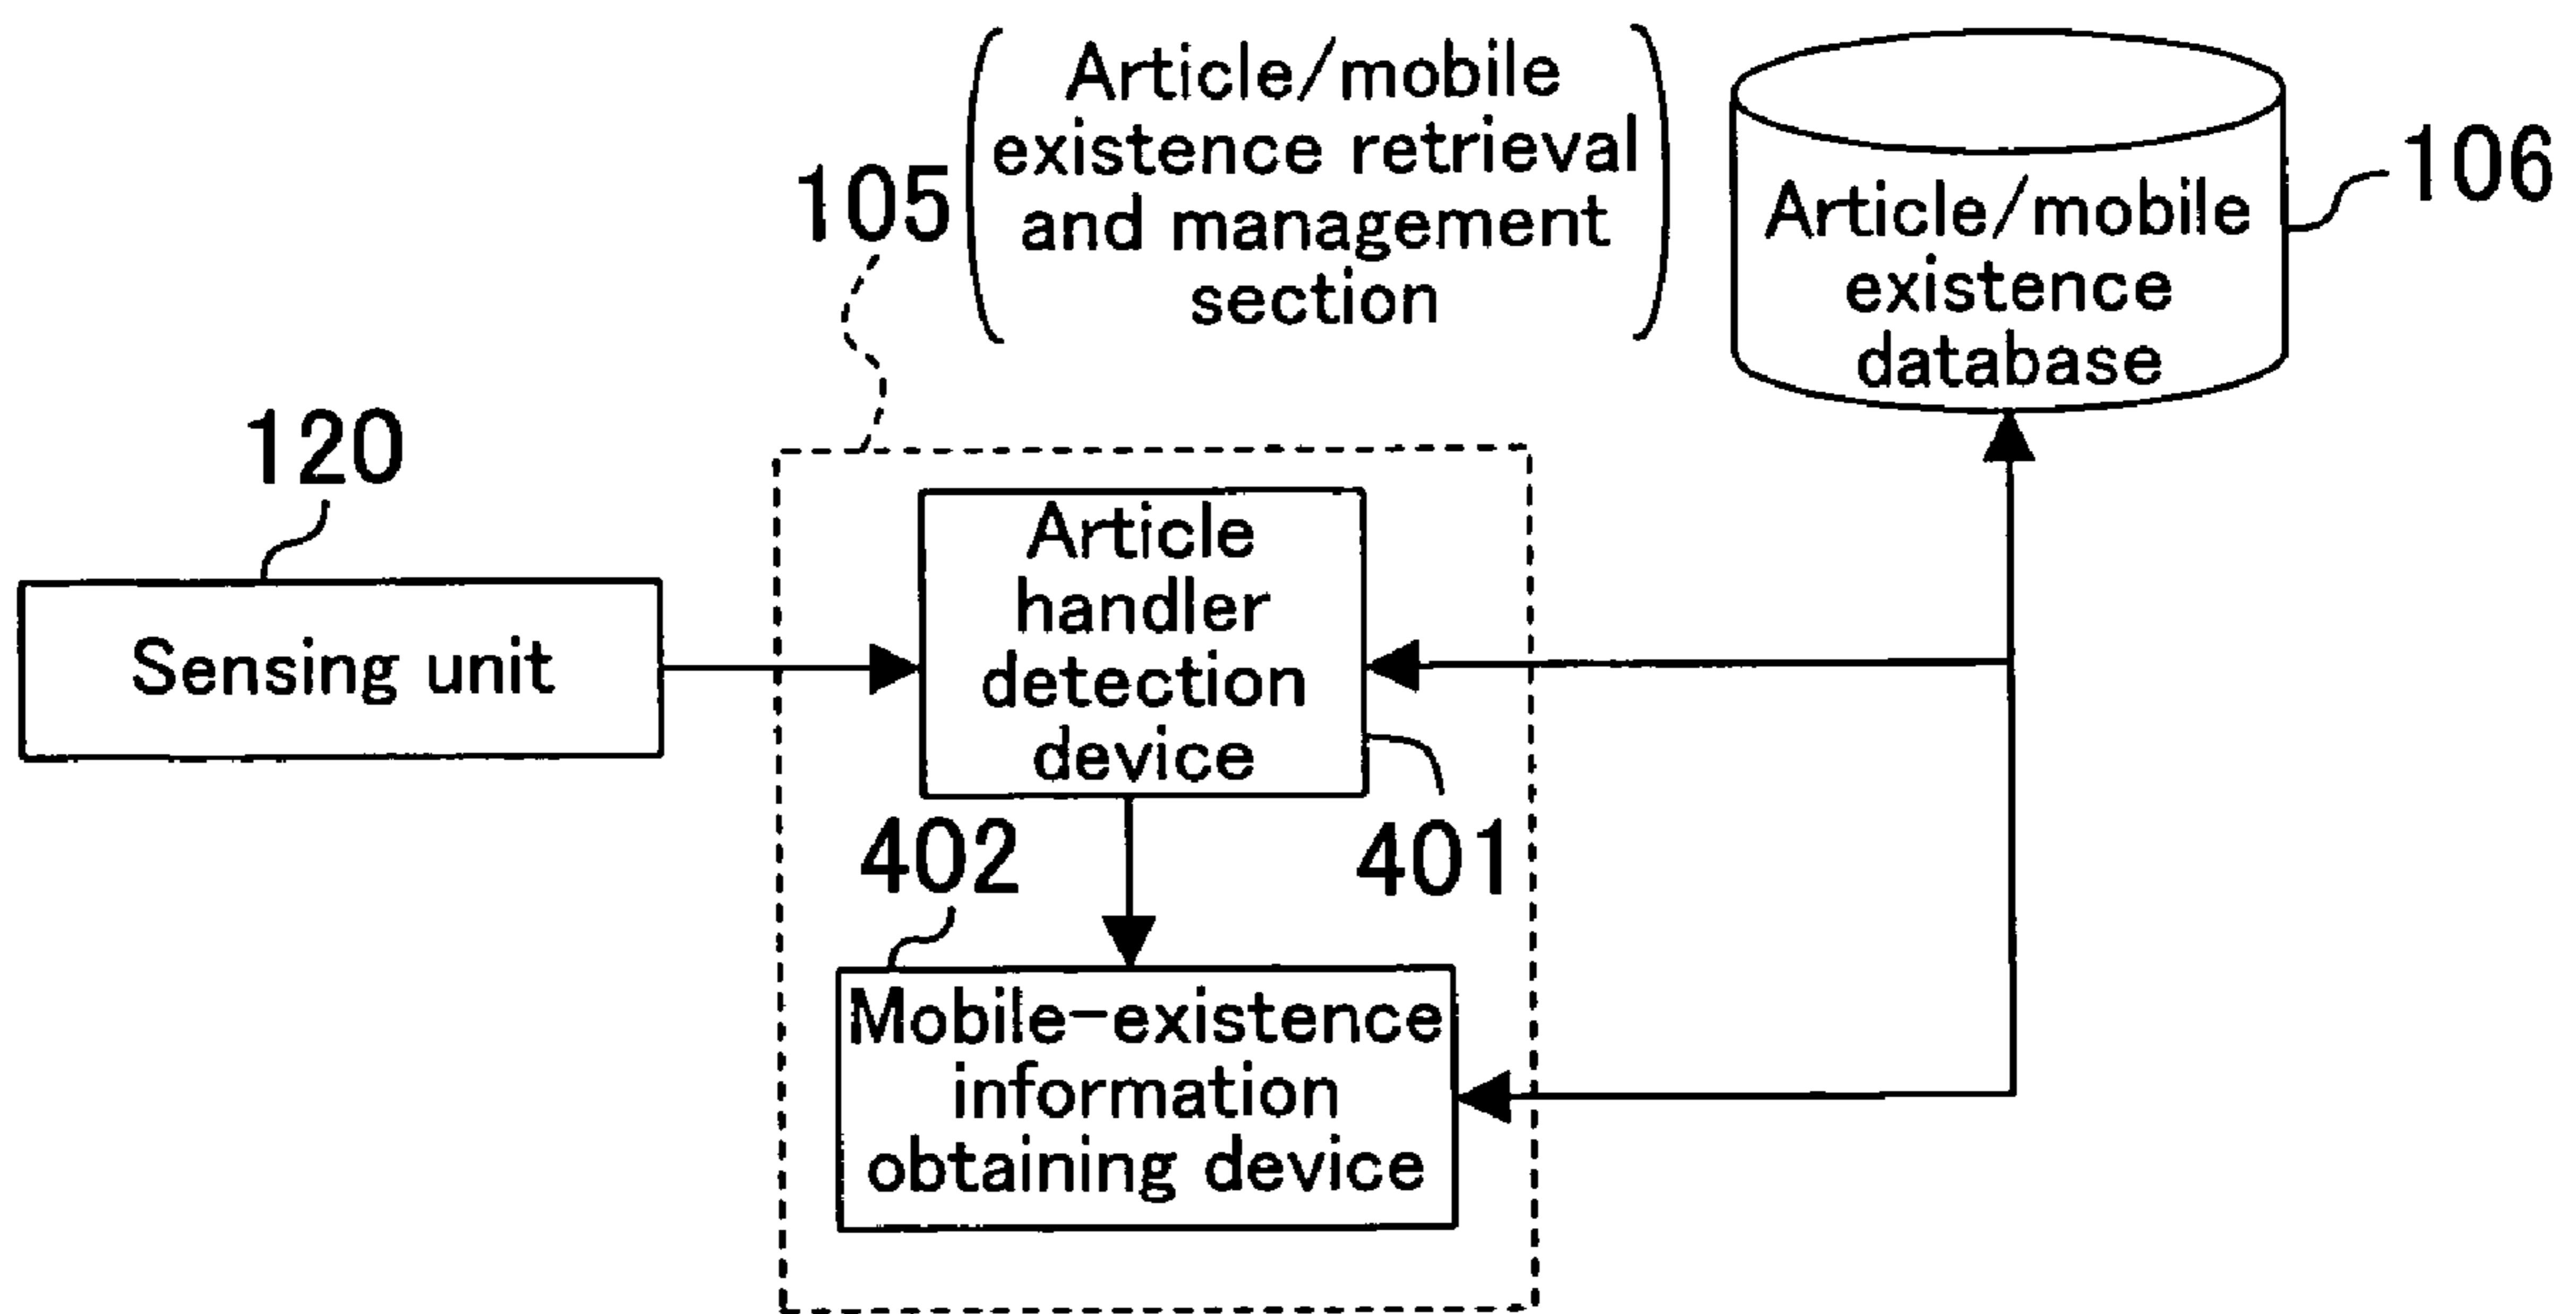 105
Article/mobile
existence retrieval
and management
section
Article/mobile
existence
database
106
120
Sensing unit
Article
handler
detection
device
401
402
Mobile-existence
information
obtaining device